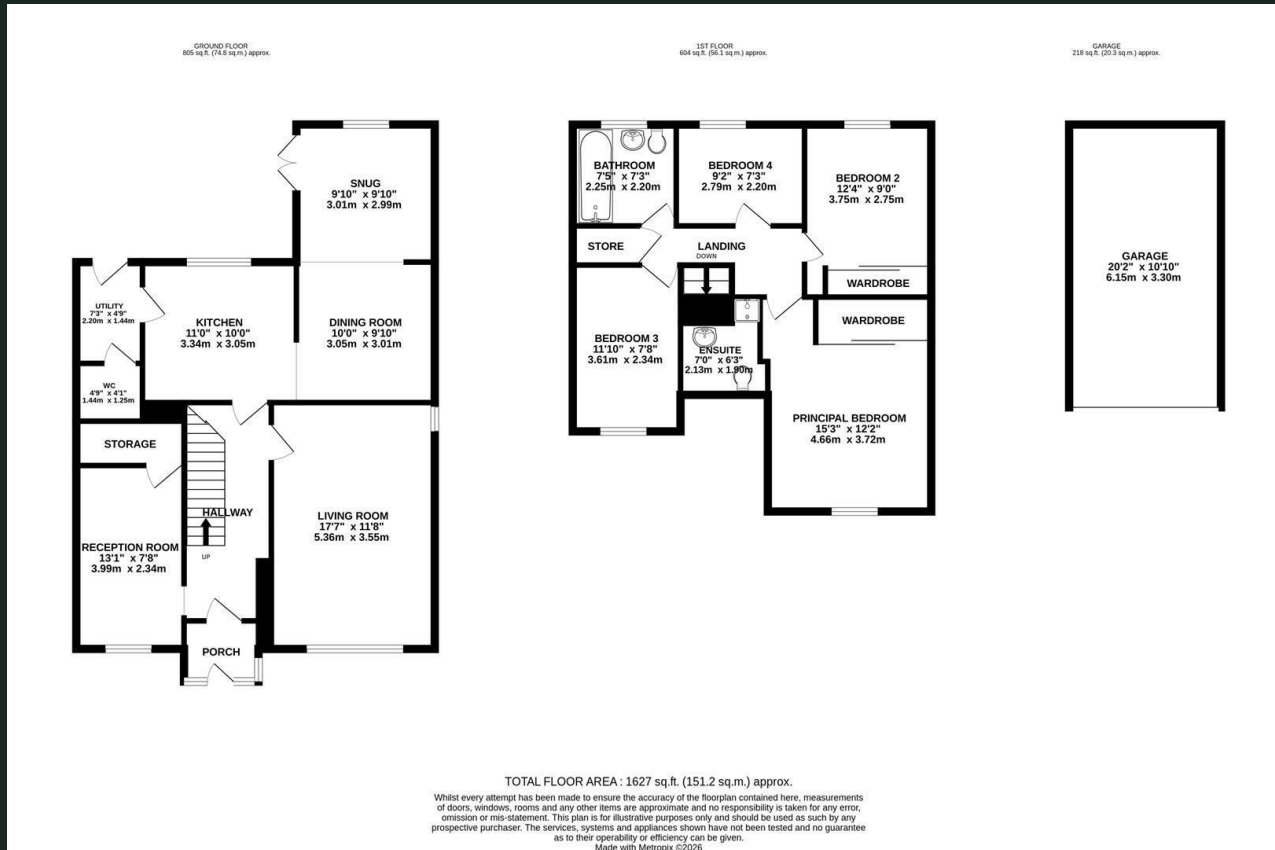 GROUND FLOOR
805 sq.ft. (74.8 sq.m.) approx.
1ST FLOOR
604 sq.ft. (56.1 sq.m.) approx.
GARAGE
218 sq.ft. (20.3 sq.m.) approx.
SNUG
9'10" x 9'10"
3.01m x 2.99m
UTILITY
7'3" x 4'9"
2.20m x 1.44m
KITCHEN
11'0" x 10'0"
3.34m x 3.05m
DINING ROOM
10'0" x 9'10"
3.05m x 3.01m
WC
4'9" x 4'1"
1.44m x 1.25m
STORAGE
HALLWAY
UP
LIVING ROOM
17'7" x 11'8"
5.36m x 3.55m
RECEPTION ROOM
13'1" x 7'8"
3.99m x 2.34m
PORCH
BATHROOM
7'5" x 7'3"
2.25m x 2.20m
BEDROOM 4
9'2" x 7'3"
2.79m x 2.20m
BEDROOM 2
12'4" x 9'0"
3.75m x 2.75m
STORE
LANDING
DOWN
WARDROBE
WARDROBE
BEDROOM 3
11'10" x 7'8"
3.61m x 2.34m
ENSUITE
7'0" x 6'3"
2.13m x 1.90m
PRINCIPAL BEDROOM
15'3" x 12'2"
4.66m x 3.72m
GARAGE
20'2" x 10'10"
6.15m x 3.30m
TOTAL FLOOR AREA : 1627 sq.ft. (151.2 sq.m.) approx.
Whilst every attempt has been made to ensure the accuracy of the floorplan contained here, measurements
of doors, windows, rooms and any other items are approximate and no responsibility is taken for any error,
omission or mis-statement. This plan is for illustrative purposes only and should be used as such by any
prospective purchaser. The services, systems and appliances shown have not been tested and no guarantee
as to their operability or efficiency can be given.
Made with Metropix ©2026